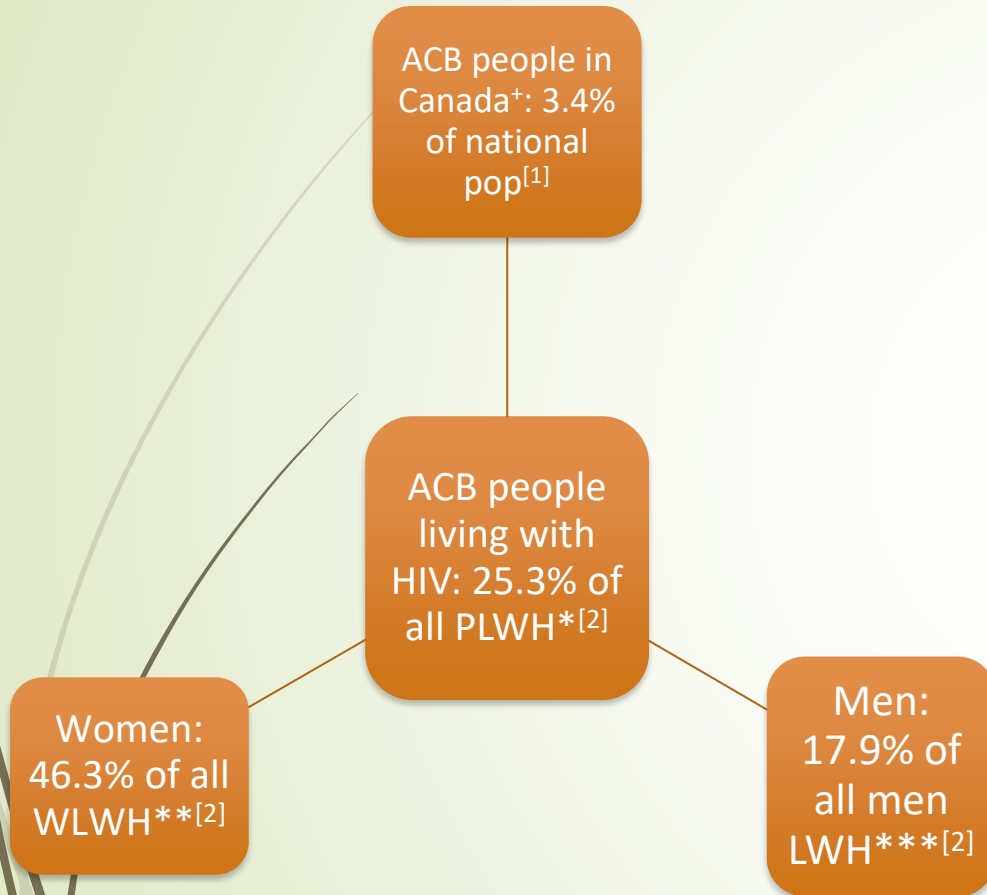 ACB people in
Canada⁺: 3.4%
of national
pop[1]
ACB people
living with
HIV: 25.3% of
all PLWH*[2]
Women:
46.3% of all
WLWH**[2]
Men:
17.9% of
all men
LWH***[2]